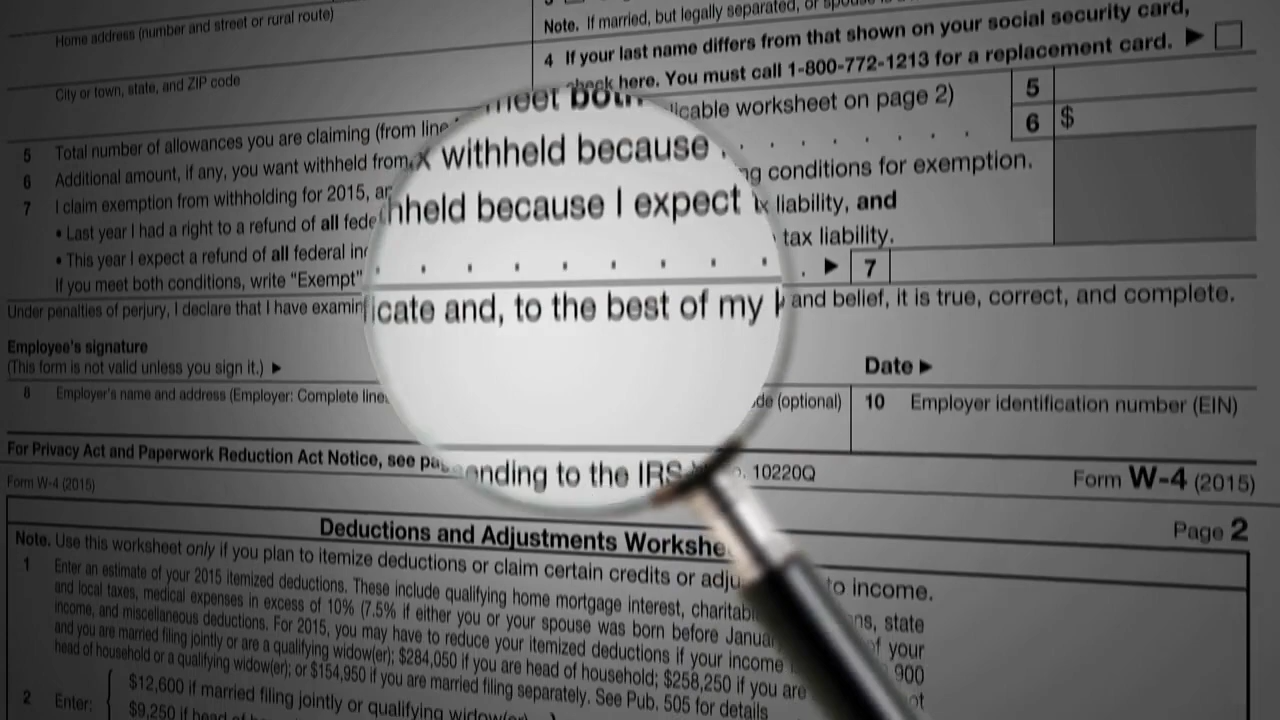 Home address (number and street or rural route)
Note. If married, but legally separated, or
4 If your last name differs from that shown on your social security card,
check here. You must call 1-800-772-1213 for a replacement card. ▶
City or town, state, and ZIP code
5 Total number of allowances you are claiming (from line
worksheet on page 2)
5
6 Additional amount, if any, you want withheld from
6 $
7 I claim exemption from withholding for 2015,
conditions for exemption.
• Last year I had a right to a refund of all
liability, and
• This year I expect a refund of all federal
tax liability.
If you meet both conditions, write "Exempt"
. ▶ 7
meet both
withheld because
because I expect
and, to the best of my
to the IRS
Under penalties of perjury, I declare that I have
and belief, it is true, correct, and complete.
Employee's signature
(This form is not valid unless you sign it.) ▶
Date ▶
8 Employer's name and address (Employer: Complete
(optional)
10 Employer identification number (EIN)
For Privacy Act and Paperwork Reduction Act Notice, see
10220Q
Form W-4 (2015)
Form W-4 (2015)
Page 2
Deductions and Adjustments
Note. Use this worksheet only if you plan to itemize deductions or claim certain credits or
to income.
1 Enter an estimate of your 2015 itemized deductions. These include qualifying home mortgage interest,
state
and local taxes, medical expenses in excess of 10% (7.5% if either you or your spouse was born before
of your
income, and miscellaneous deductions. For 2015, you may have to reduce your itemized deductions if your income
900
and you are married filing jointly or are a qualifying widow(er); $284,050 if you are head of household; $258,250 if you are
head of household or a qualifying widow(er); or $154,950 if you are married filing separately. See Pub. 505 for details
2 Enter: $12,600 if married filing jointly or qualifying widow(er)
$9,250 if head of